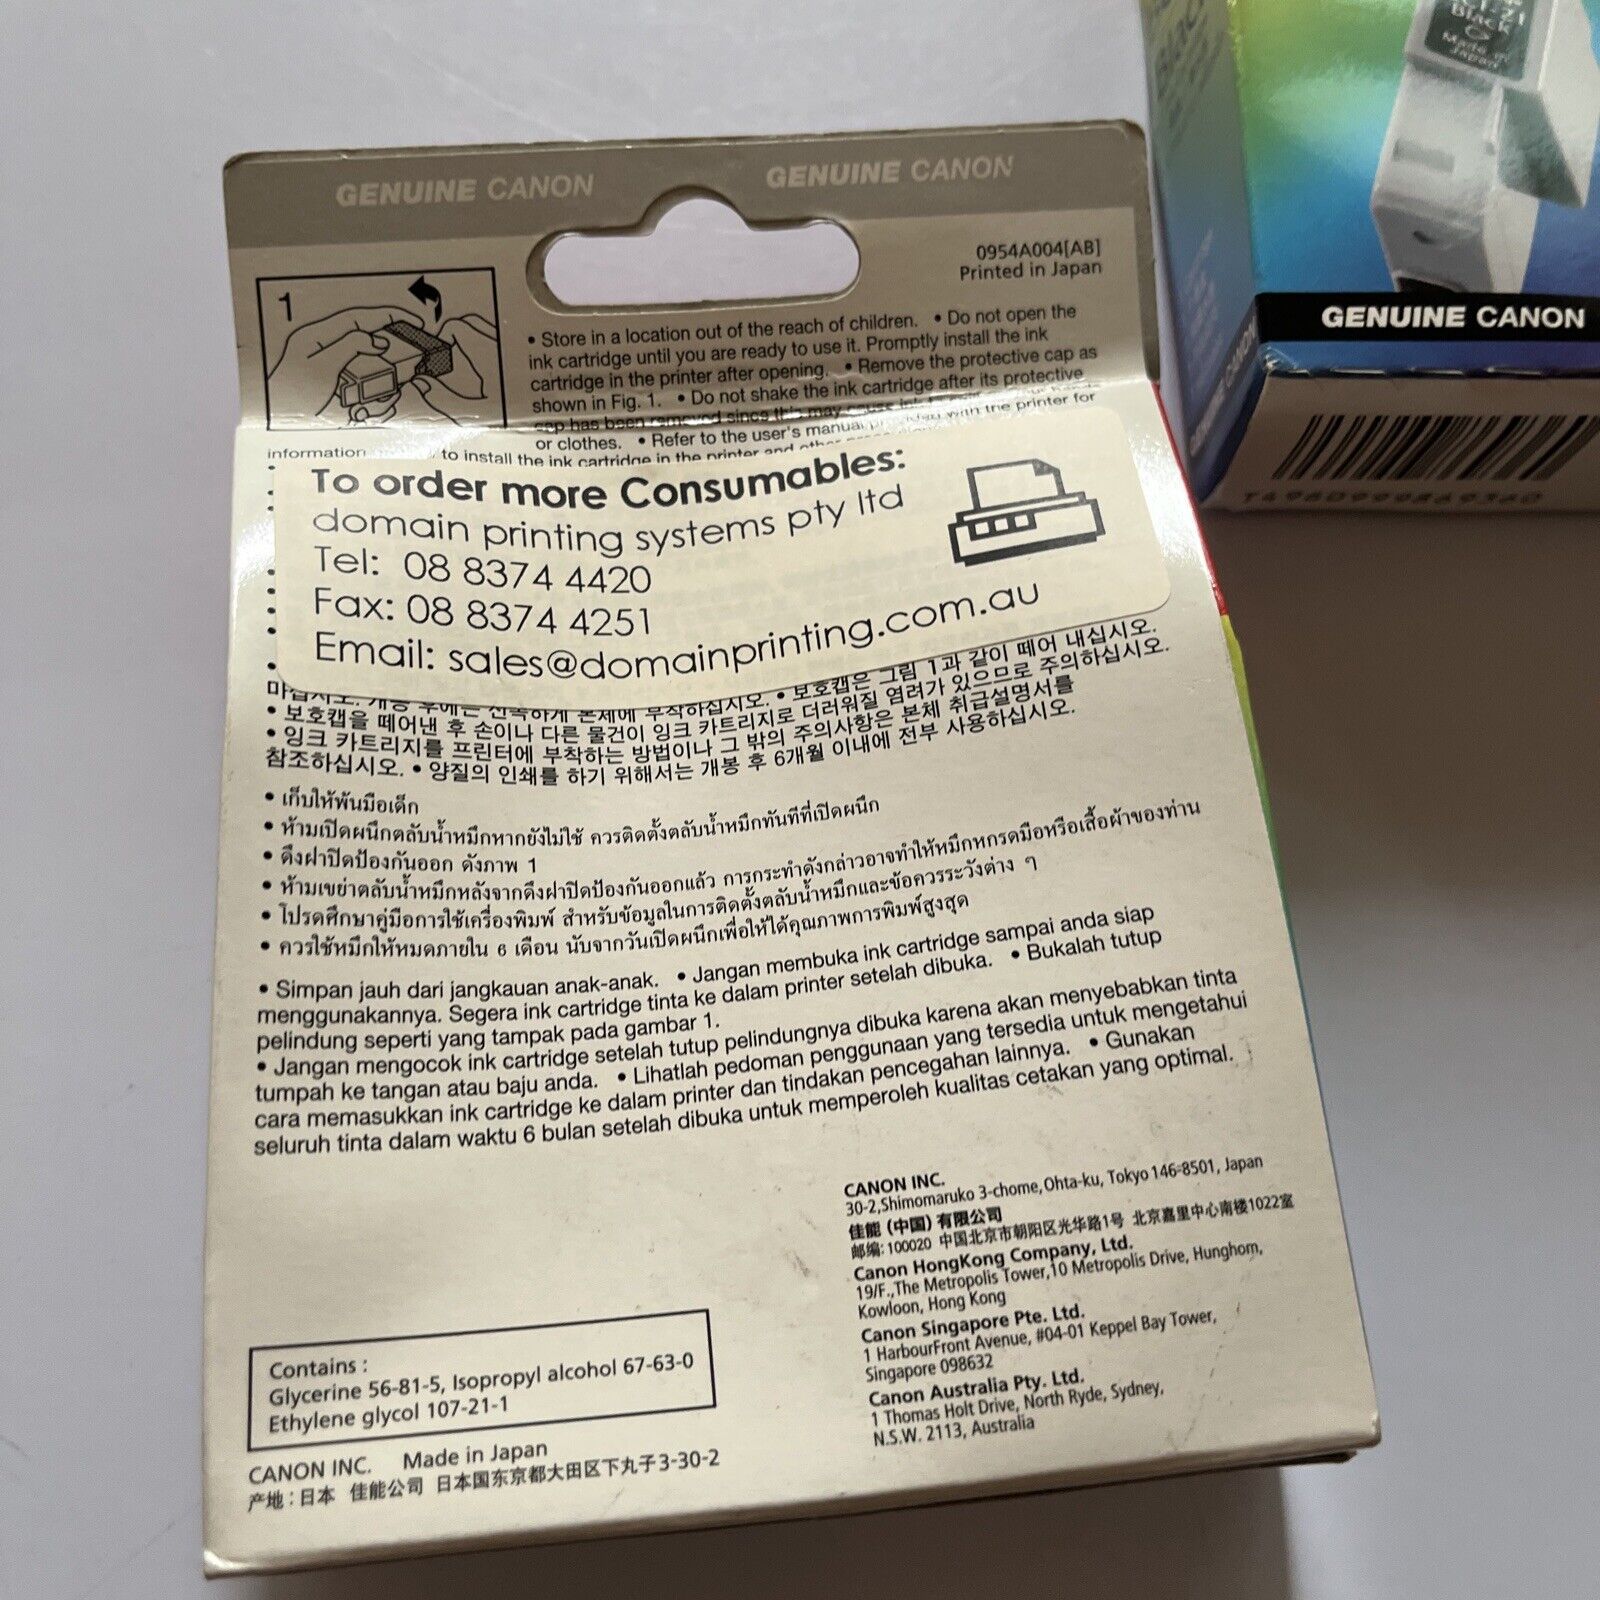 GENUINE CANON
GENUINE CANON
0954A004[AB]
Printed in Japan
1
• Store in a location out of the reach of children. • Do not open the
ink cartridge until you are ready to use it. Promptly install the ink
cartridge in the printer after opening. • Remove the protective cap as
shown in Fig. 1. • Do not shake the ink cartridge after its protective
cap has been removed since this may cause ink
or clothes. • Refer to the user's manual provided with the printer for
information to install the ink cartridge in the printer and other
To order more Consumables:
domain printing systems pty ltd
Tel: 08 8374 4420
Fax: 08 8374 4251
Email: sales@domainprinting.com.au
마십시오. 개봉 후에는 신속하게 본체에 부착하십시오. • 보호캡은 그림 1과 같이 떼어 내십시오.
• 보호캡을 떼어낸 후 손이나 다른 물건이 잉크 카트리지로 더러워질 염려가 있으므로 주의하십시오.
• 잉크 카트리지를 프린터에 부착하는 방법이나 그 밖의 주의사항은 본체 취급설명서를
참조하십시오. • 양질의 인쇄를 하기 위해서는 개봉 후 6개월 이내에 전부 사용하십시오.
• เก็บให้พ้นมือเด็ก
• ห้ามเปิดผนึกตลับน้ำหมึกหากยังไม่ใช้ ควรติดตั้งตลับน้ำหมึกทันทีที่เปิดผนึก
• ดึงฝาปิดป้องกันออก ดังภาพ 1
• ห้ามเขย่าตลับน้ำหมึกหลังจากดึงฝาปิดป้องกันออกแล้ว การกระทำดังกล่าวอาจทำให้หมึกหกรดมือหรือเสื้อผ้าของท่าน
• โปรดศึกษาคู่มือการใช้เครื่องพิมพ์ สำหรับข้อมูลในการติดตั้งตลับน้ำหมึกและข้อควรระวังต่าง ๆ
• ควรใช้หมึกให้หมดภายใน 6 เดือน นับจากวันเปิดผนึกเพื่อให้ได้คุณภาพการพิมพ์สูงสุด
• Simpan jauh dari jangkauan anak-anak. • Jangan membuka ink cartridge sampai anda siap
menggunakannya. Segera ink cartridge tinta ke dalam printer setelah dibuka. • Bukalah tutup
pelindung seperti yang tampak pada gambar 1.
• Jangan mengocok ink cartridge setelah tutup pelindungnya dibuka karena akan menyebabkan tinta
tumpah ke tangan atau baju anda. • Lihatlah pedoman penggunaan yang tersedia untuk mengetahui
cara memasukkan ink cartridge ke dalam printer dan tindakan pencegahan lainnya. • Gunakan
seluruh tinta dalam waktu 6 bulan setelah dibuka untuk memperoleh kualitas cetakan yang optimal.
CANON INC.
30-2,Shimomaruko 3-chome,Ohta-ku, Tokyo 146-8501, Japan
佳能（中国）有限公司
邮编: 100020 中国北京市朝阳区光华路1号 北京嘉里中心南楼1022室
Canon HongKong Company, Ltd.
19/F.,The Metropolis Tower,10 Metropolis Drive, Hunghom,
Kowloon, Hong Kong
Canon Singapore Pte. Ltd.
1 HarbourFront Avenue, #04-01 Keppel Bay Tower,
Singapore 098632
Canon Australia Pty. Ltd.
1 Thomas Holt Drive, North Ryde, Sydney,
N.S.W. 2113, Australia
Contains :
Glycerine 56-81-5, Isopropyl alcohol 67-63-0
Ethylene glycol 107-21-1
CANON INC. Made in Japan
产地：日本 佳能公司 日本国东京都大田区下丸子3-30-2
Black
Made in
Japan
GENUINE CANON
GENUINE CANON